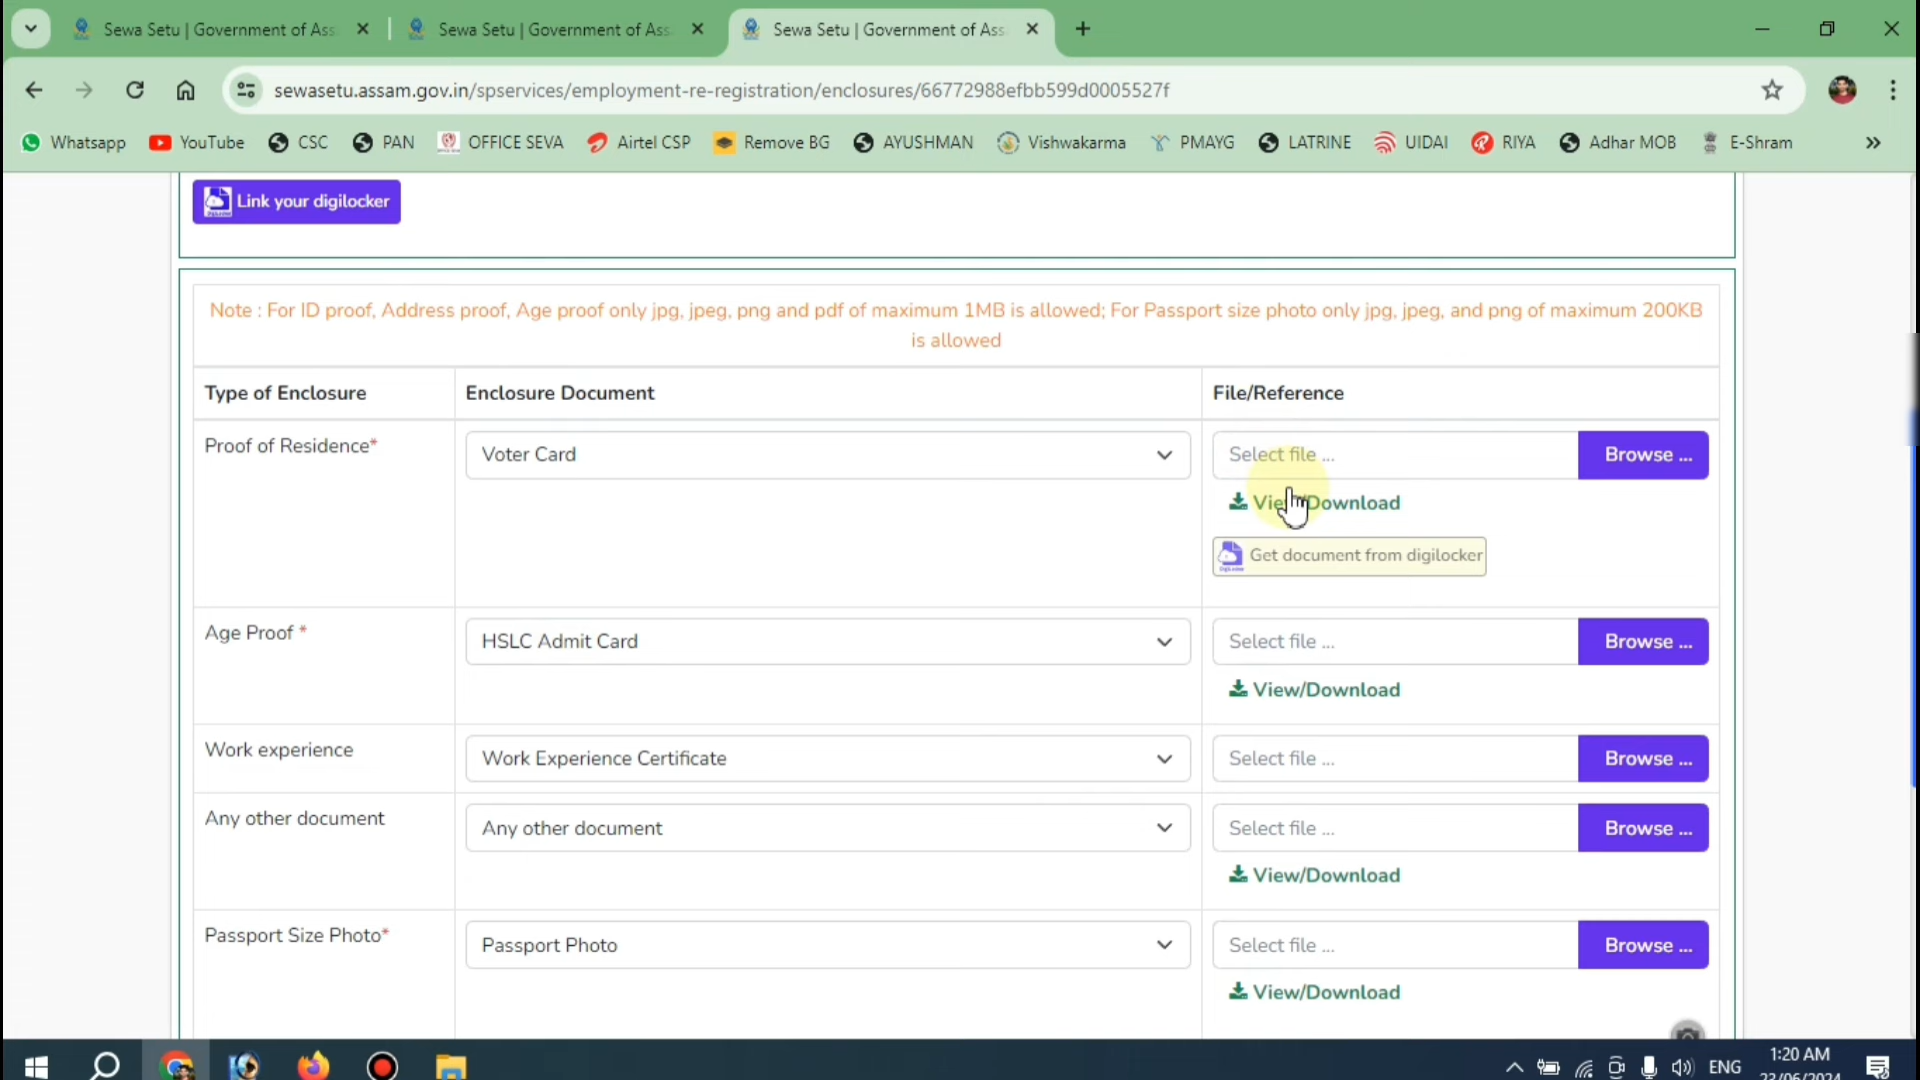 Sewa Setu | Government of Ass
Sewa Setu | Government of Ass
Sewa Setu | Government of Ass
sewasetu.assam.gov.in/spservices/employment-re-registration/enclosures/66772988efbb599d0005527f
Whatsapp YouTube CSC PAN OFFICE SEVA Airtel CSP Remove BG AYUSHMAN Vishwakarma PMAYG LATRINE UIDAI RIYA Adhar MOB E-Shram
Link your digilocker
Note : For ID proof, Address proof, Age proof only jpg, jpeg, png and pdf of maximum 1MB is allowed; For Passport size photo only jpg, jpeg, and png of maximum 200KB
is allowed
Type of Enclosure Enclosure Document File/Reference
Proof of Residence* Voter Card Select file ... Browse ...
View/Download
Get document from digilocker
Age Proof * HSLC Admit Card Select file ... Browse ...
View/Download
Work experience Work Experience Certificate Select file ... Browse ...
Any other document Any other document Select file ... Browse ...
View/Download
Passport Size Photo* Passport Photo Select file ... Browse ...
View/Download
ENG 1:20 AM
23/06/2024